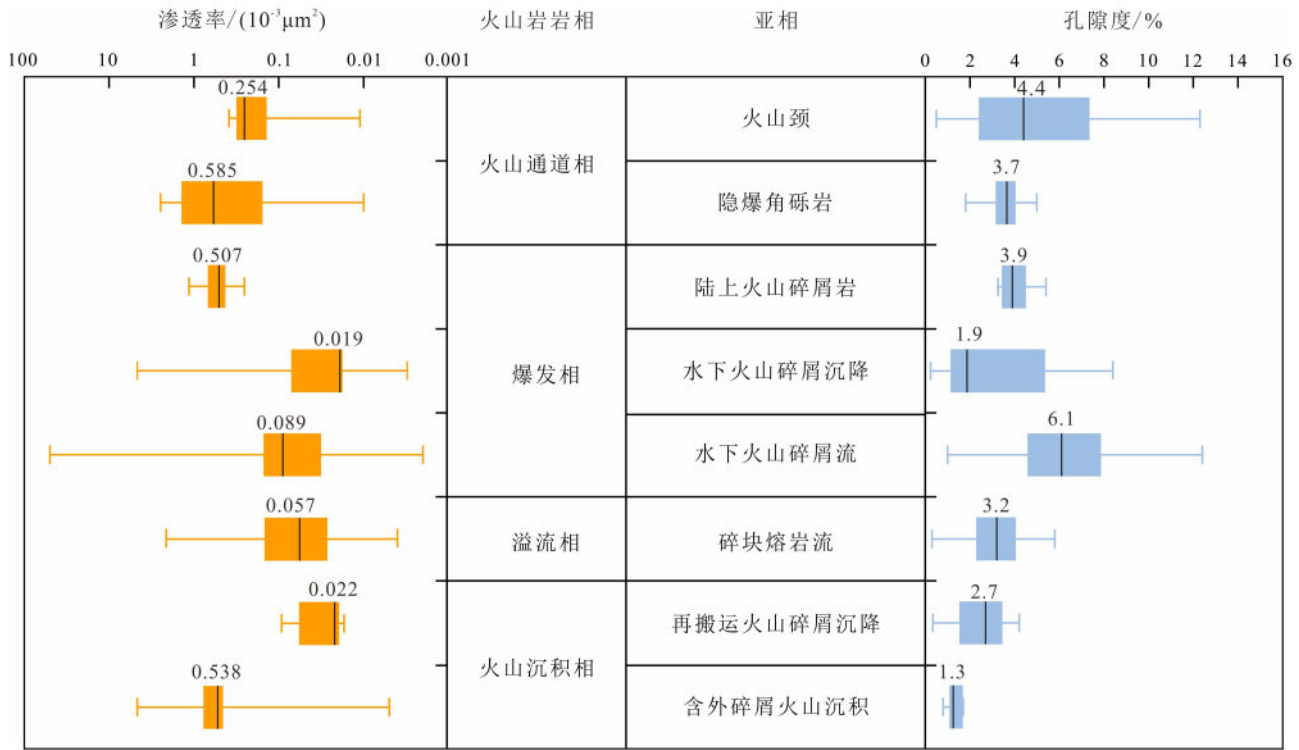 渗透率/(10⁻³μm²) 火山岩岩相 亚相 孔隙度/%
100 10 1 0.1 0.01 0.001 0 2 4 6 8 10 12 14 16
0.254 火山颈 4.4
火山通道相
0.585 隐爆角砾岩 3.7
0.507 陆上火山碎屑岩 3.9
0.019 水下火山碎屑沉降 1.9
爆发相
0.089 水下火山碎屑流 6.1
0.057 溢流相 碎块熔岩流 3.2
0.022 再搬运火山碎屑沉降 2.7
火山沉积相
0.538 含外碎屑火山沉积 1.3